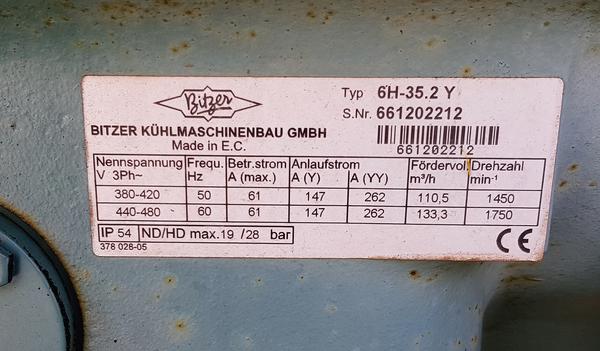 Bitzer
Typ 6H-35.2 Y
S.Nr. 661202212
BITZER KÜHLMASCHINENBAU GMBH
Made in E.C.
661202212
Nennspannung Frequ. Betr.strom Anlaufstrom Fördervol. Drehzahl
V 3Ph~ Hz A (max.) A (Y) A (YY) m³/h min-¹
380-420 50 61 147 262 110,5 1450
440-480 60 61 147 262 133,3 1750
IP 54 ND/HD max.19 /28 bar
378 028-05
CE